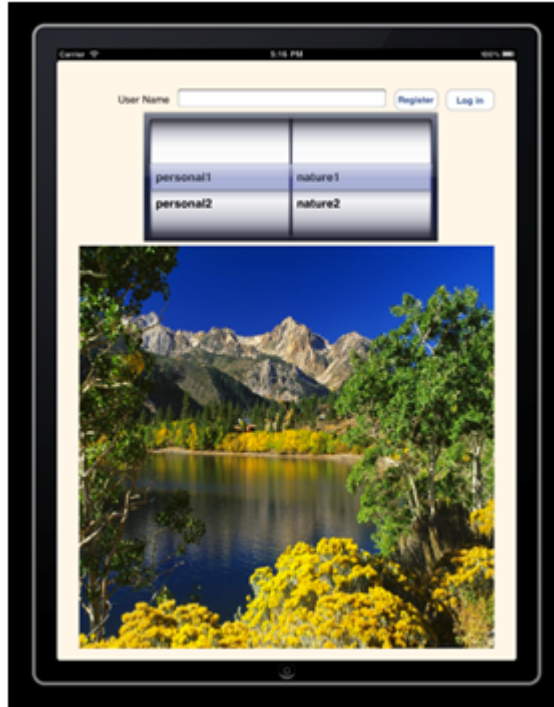 Carrier 5:16 PM 100%
User Name Register Log in
personal1 nature1
personal2 nature2